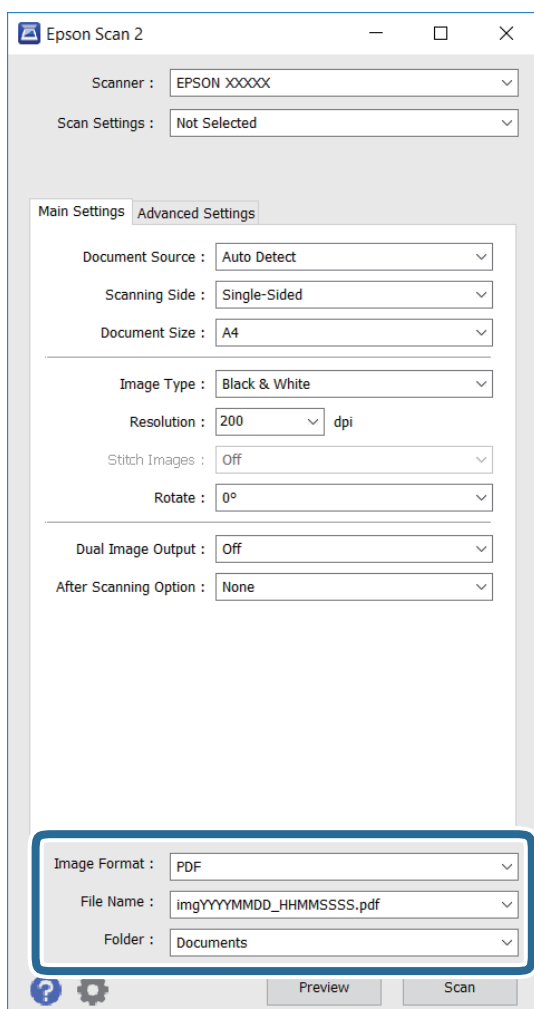 Epson Scan 2
Scanner : EPSON XXXXX
Scan Settings : Not Selected
Main Settings Advanced Settings
Document Source : Auto Detect
Scanning Side : Single-Sided
Document Size : A4
Image Type : Black & White
Resolution : 200 dpi
Stitch Images : Off
Rotate : 0º
Dual Image Output : Off
After Scanning Option : None
Image Format : PDF
File Name : imgYYYYMMDD_HHMMSSSS.pdf
Folder : Documents
? Preview Scan